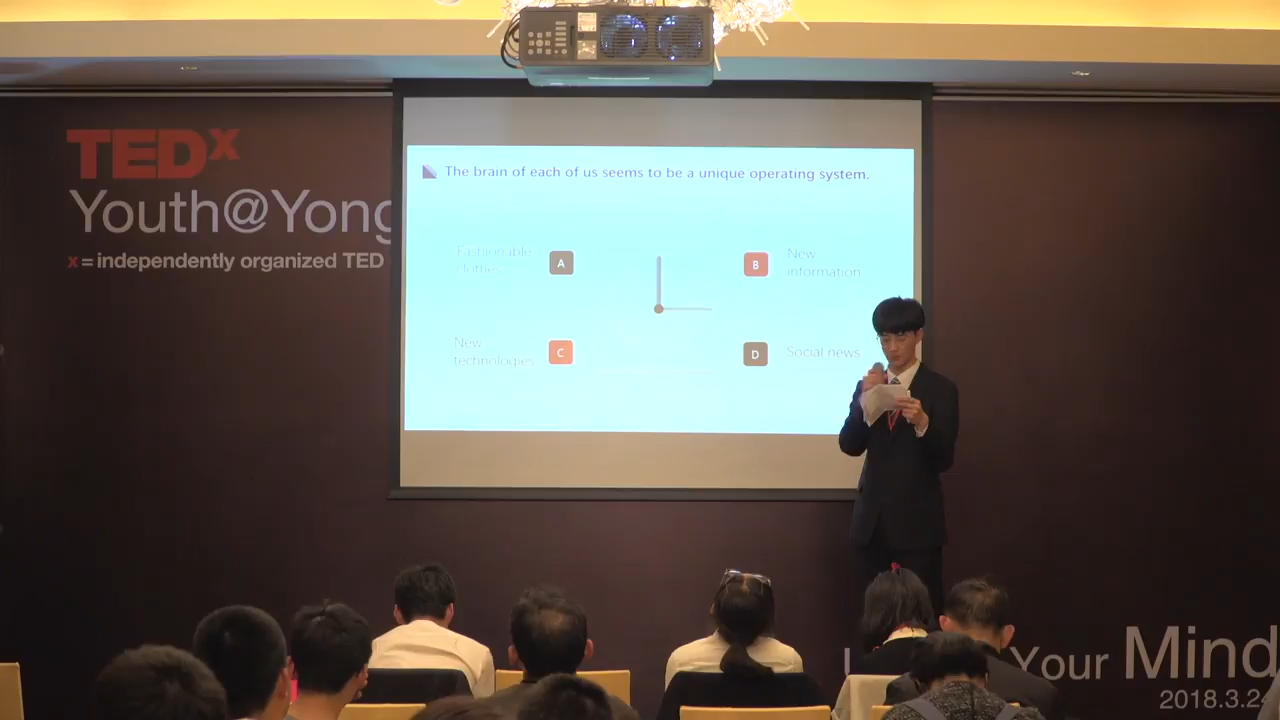 TEDx
Youth@Yong
x=independently organized TED
The brain of each of us seems to be a unique operating system.
Fashionable
clothes
A
B
New
information
New
technologies
C
D
Social news
Your Mind
2018.3.24